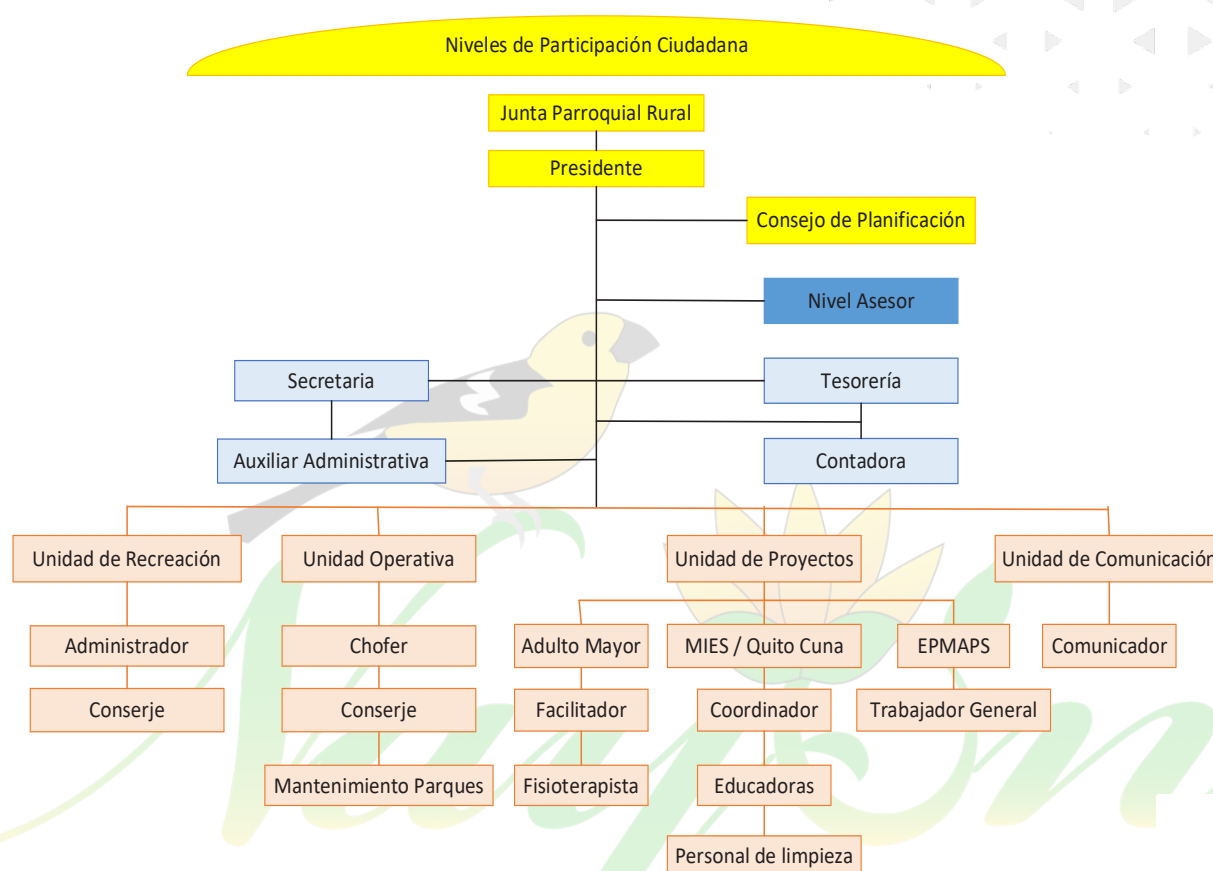 Niveles de Participación Ciudadana
Junta Parroquial Rural
Presidente
Consejo de Planificación
Nivel Asesor
Secretaria
Tesorería
Auxiliar Administrativa
Contadora
Unidad de Recreación
Unidad Operativa
Unidad de Proyectos
Unidad de Comunicación
Administrador
Chofer
Adulto Mayor
MIES / Quito Cuna
EPMAPS
Comunicador
Conserje
Conserje
Facilitador
Coordinador
Trabajador General
Mantenimiento Parques
Fisioterapista
Educadoras
Personal de limpieza
Nayón